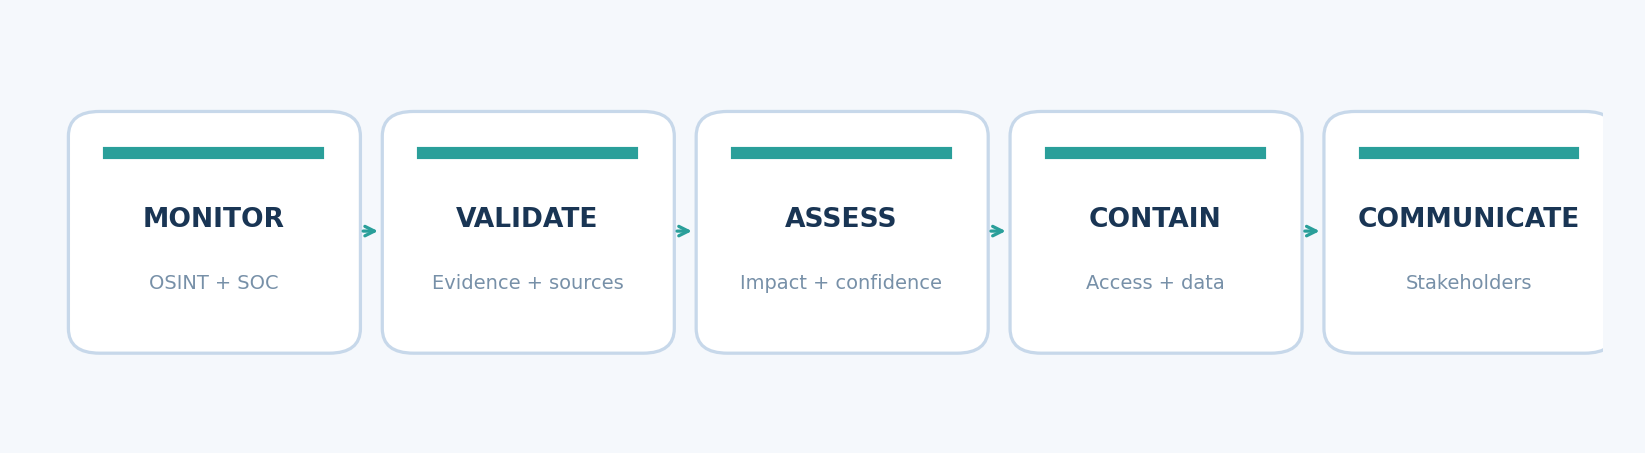 MONITOR
OSINT + SOC
VALIDATE
Evidence + sources
ASSESS
Impact + confidence
CONTAIN
Access + data
COMMUNICATE
Stakeholders